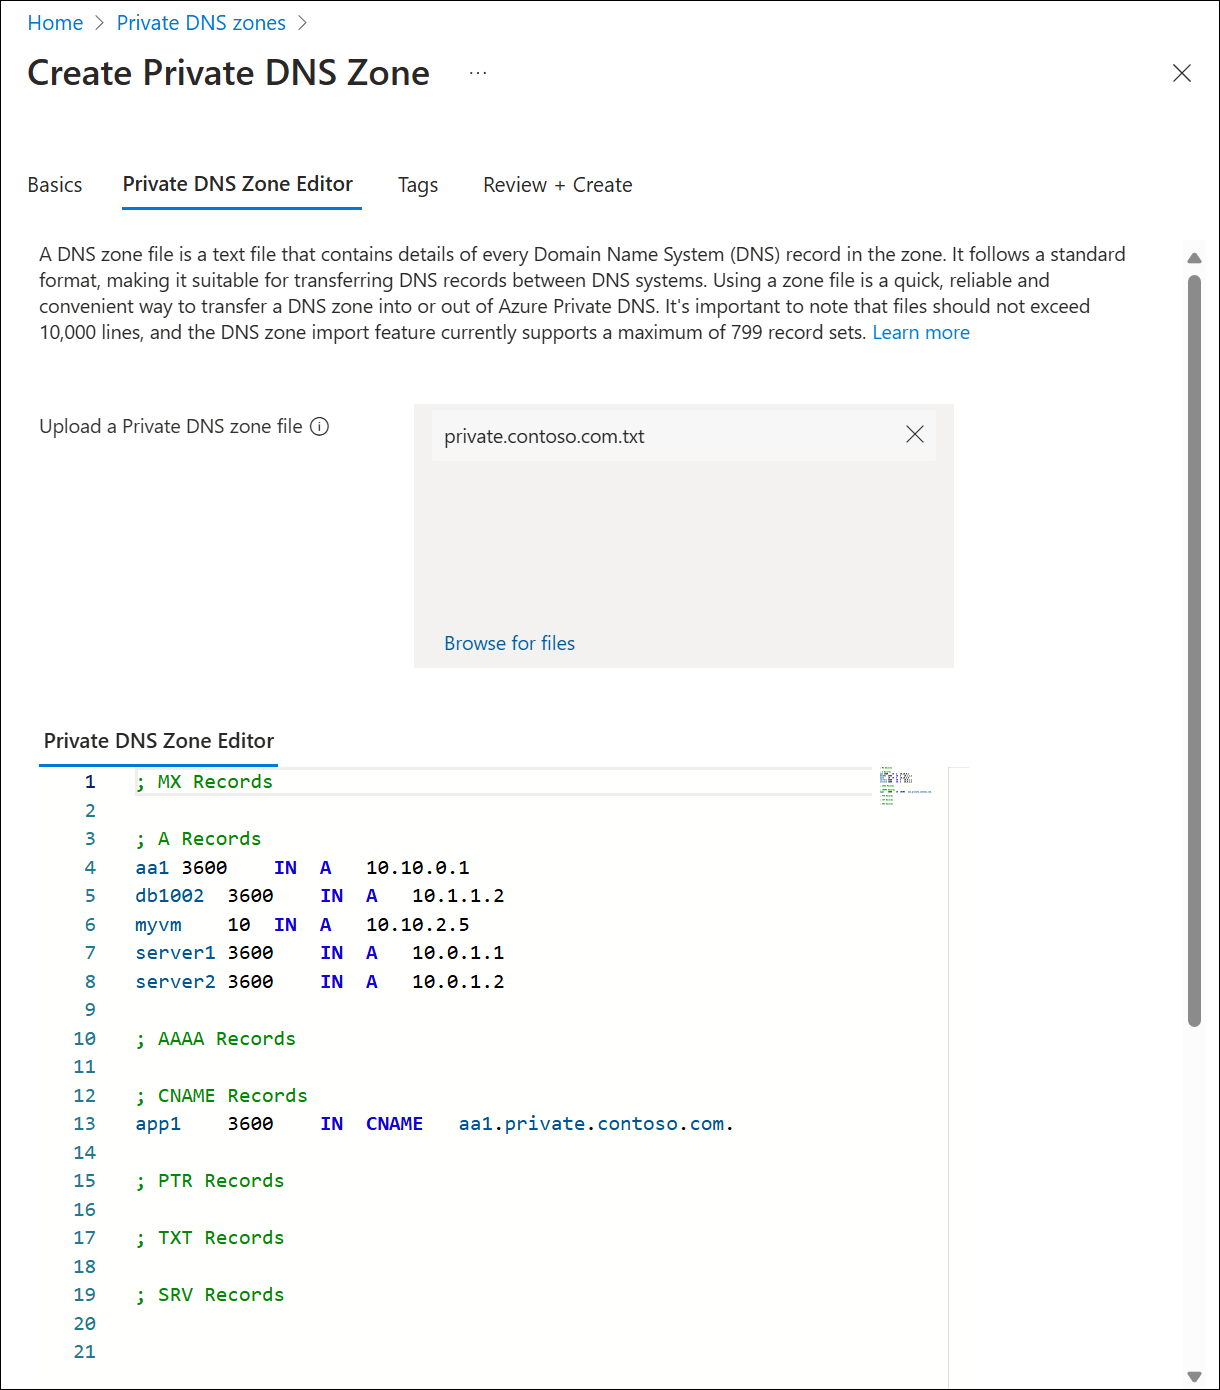 Home > Private DNS zones >
Create Private DNS Zone ...
Basics Private DNS Zone Editor Tags Review + Create
A DNS zone file is a text file that contains details of every Domain Name System (DNS) record in the zone. It follows a standard
format, making it suitable for transferring DNS records between DNS systems. Using a zone file is a quick, reliable and
convenient way to transfer a DNS zone into or out of Azure Private DNS. It's important to note that files should not exceed
10,000 lines, and the DNS zone import feature currently supports a maximum of 799 record sets. Learn more
Upload a Private DNS zone file
private.contoso.com.txt
Browse for files
Private DNS Zone Editor
1 ; MX Records
2
3 ; A Records
4 aa1 3600 IN A 10.10.0.1
5 db1002 3600 IN A 10.1.1.2
6 myvm 10 IN A 10.10.2.5
7 server1 3600 IN A 10.0.1.1
8 server2 3600 IN A 10.0.1.2
9
10 ; AAAA Records
11
12 ; CNAME Records
13 app1 3600 IN CNAME aa1.private.contoso.com.
14
15 ; PTR Records
16
17 ; TXT Records
18
19 ; SRV Records
20
21